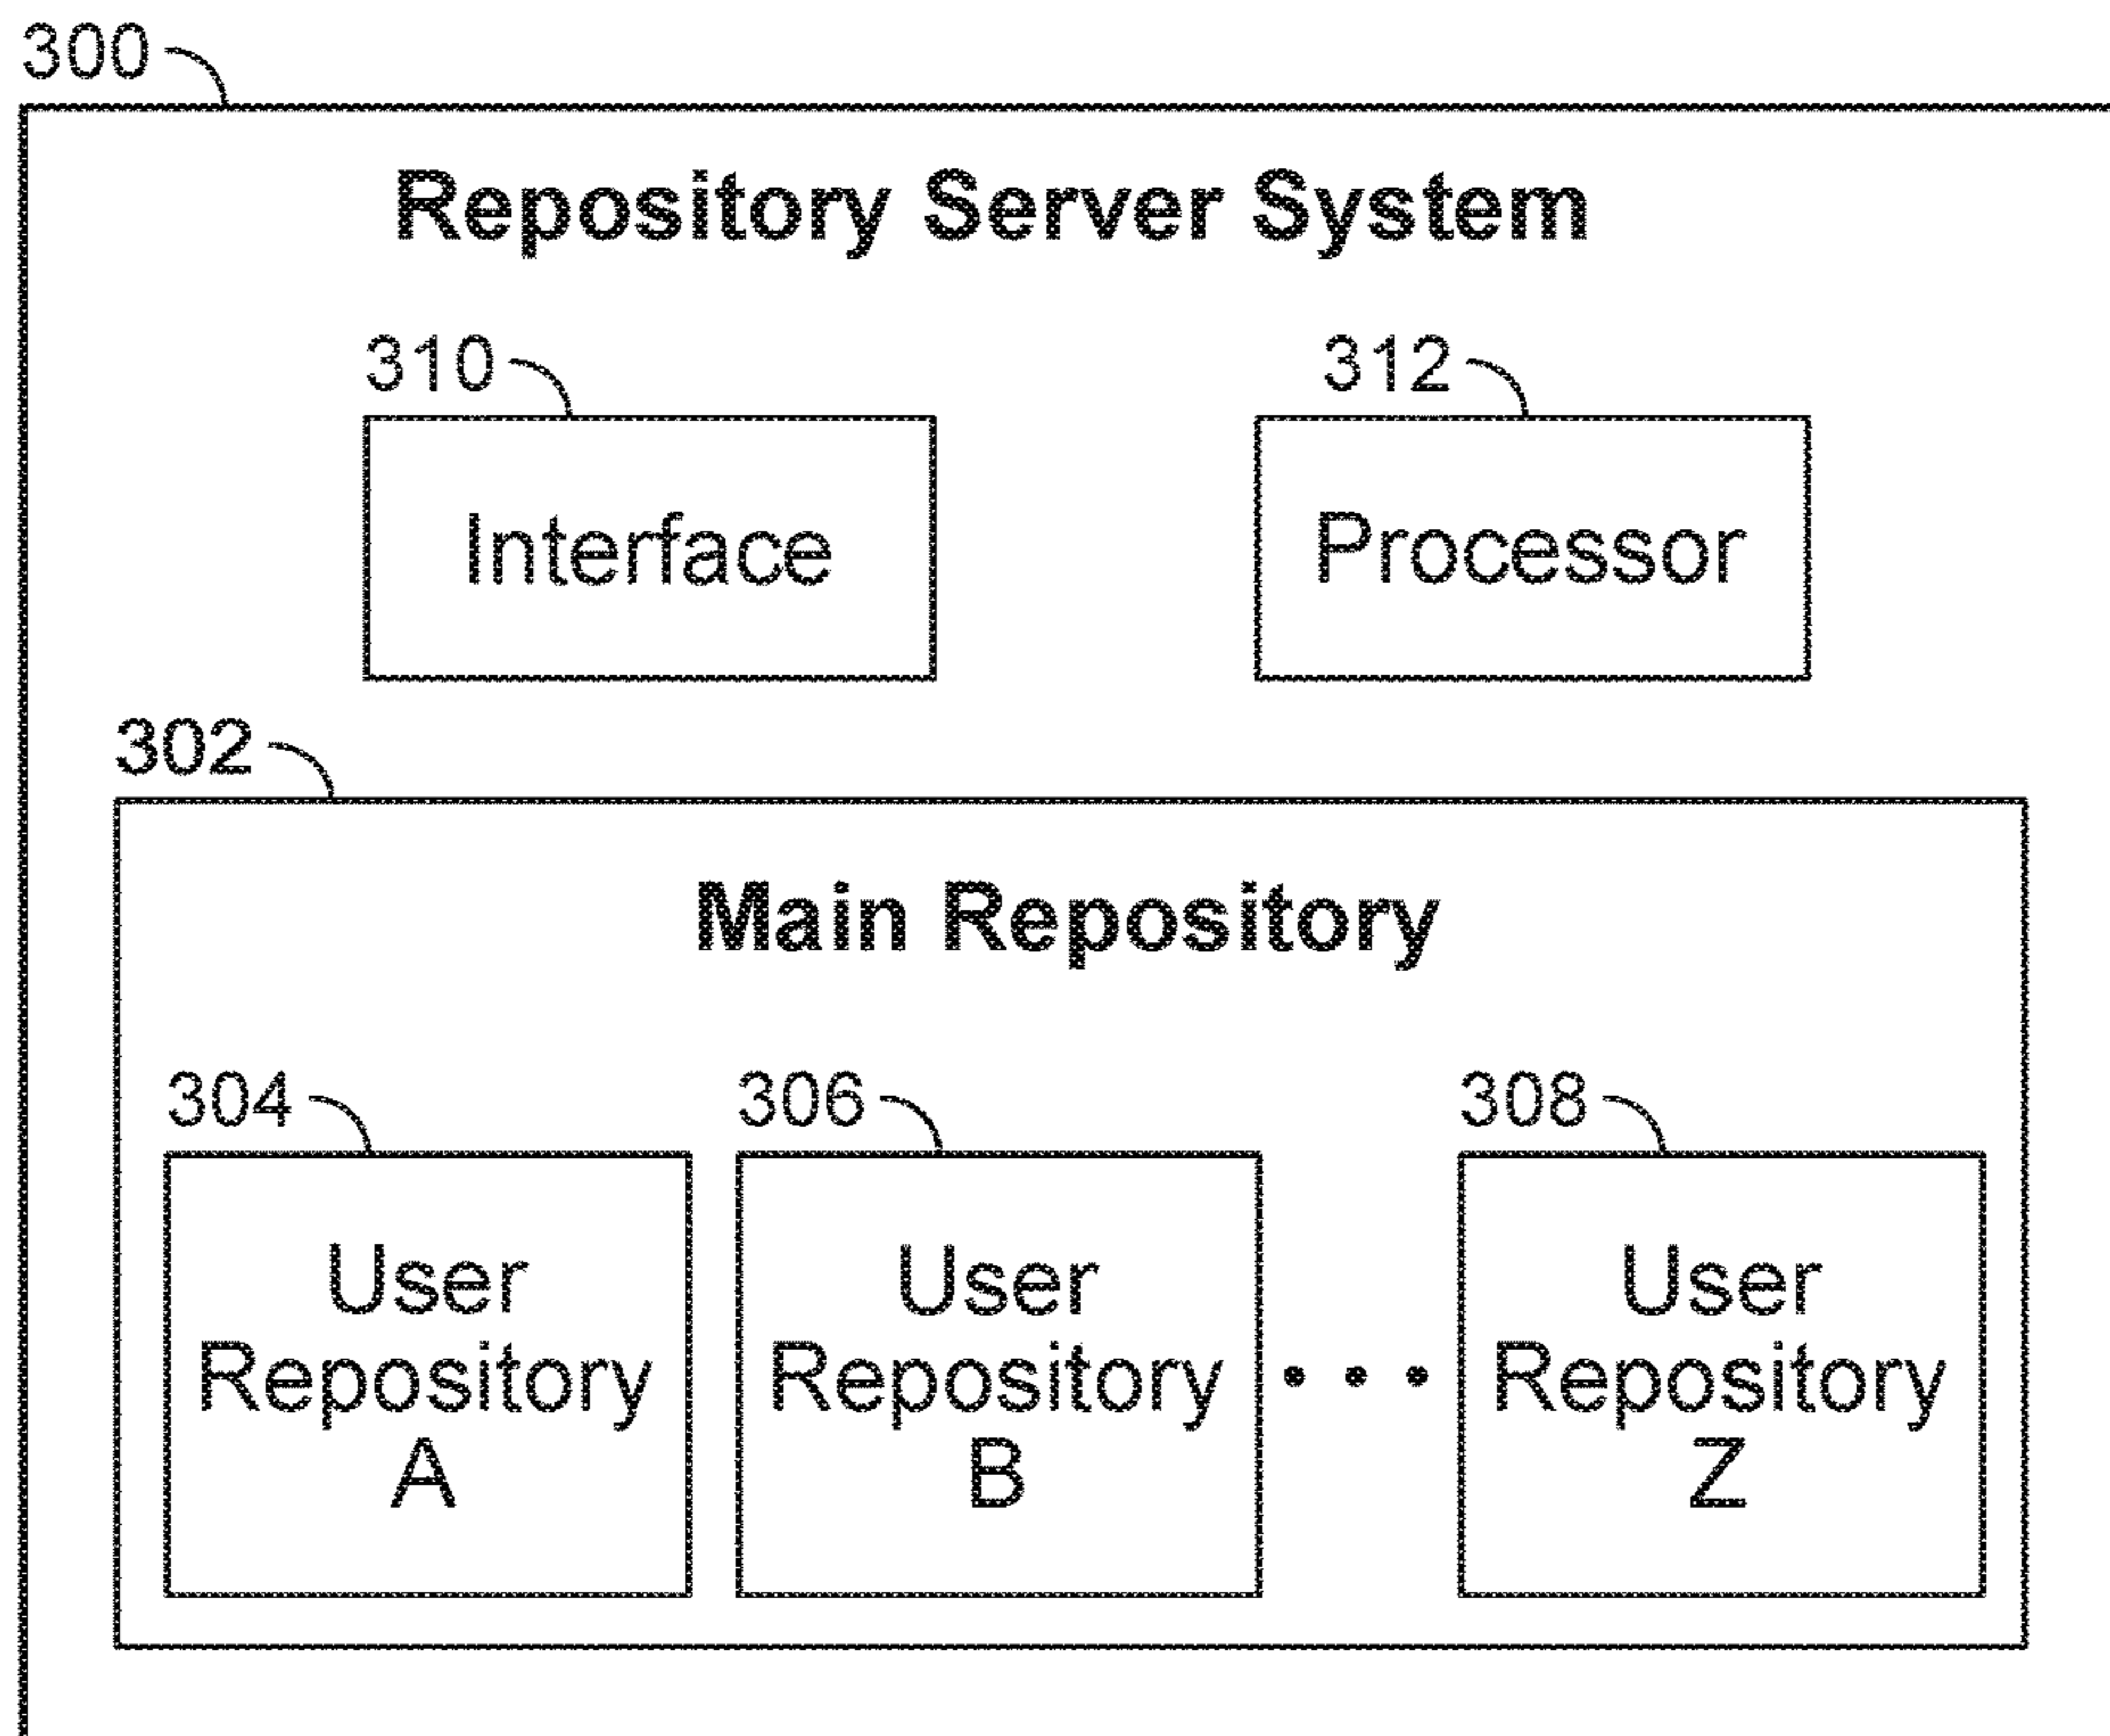 300
Repository Server System
310
312
Interface
Processor
302
Main Repository
304
306
308
User
Repository
A
User
Repository
B
• • •
User
Repository
Z